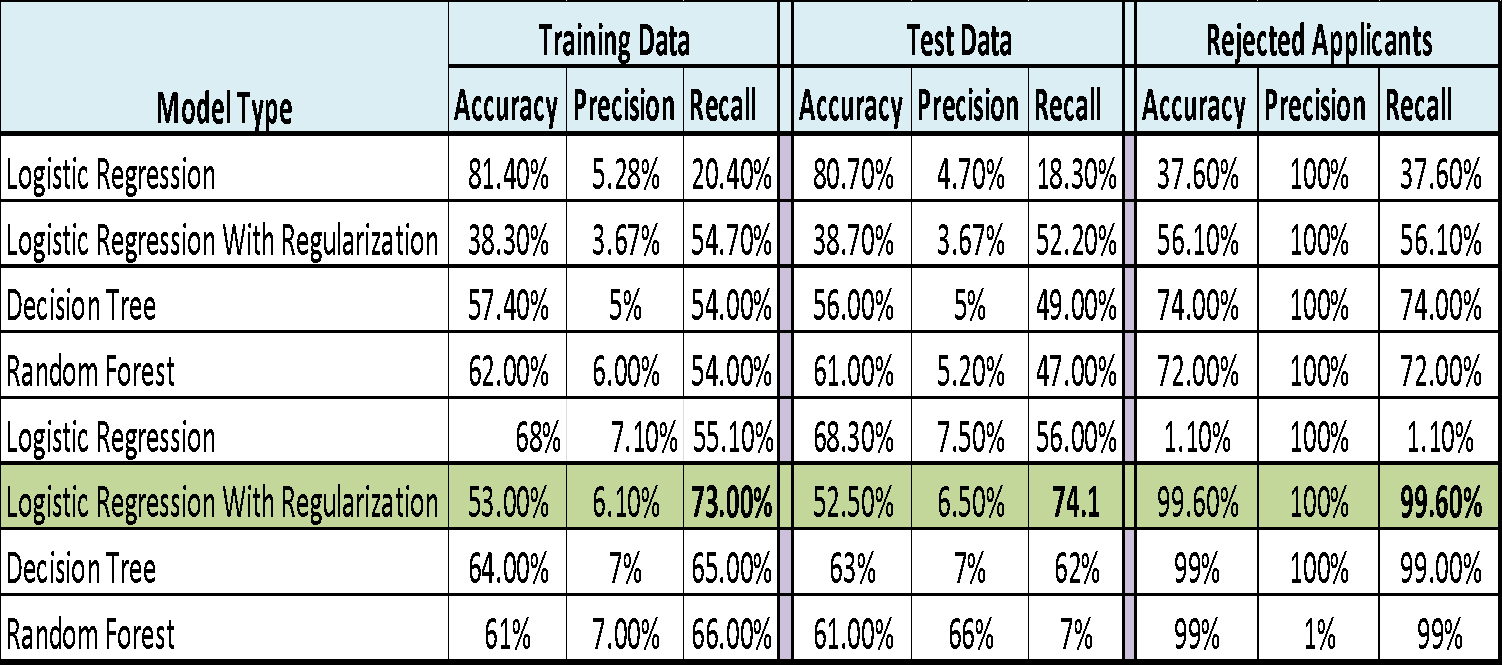 Training Data Test Data Rejected Applicants
Model Type Accuracy Precision Recall Accuracy Precision Recall Accuracy Precision Recall
Logistic Regression 81.40% 5.28% 20.40% 80.70% 4.70% 18.30% 37.60% 100% 37.60%
Logistic Regression With Regularization 38.30% 3.67% 54.70% 38.70% 3.67% 52.20% 56.10% 100% 56.10%
Decision Tree 57.40% 5% 54.00% 56.00% 5% 49.00% 74.00% 100% 74.00%
Random Forest 62.00% 6.00% 54.00% 61.00% 5.20% 47.00% 72.00% 100% 72.00%
Logistic Regression 68% 7.10% 55.10% 68.30% 7.50% 56.00% 1.10% 100% 1.10%
Logistic Regression With Regularization 53.00% 6.10% 73.00% 52.50% 6.50% 74.1 99.60% 100% 99.60%
Decision Tree 64.00% 7% 65.00% 63% 7% 62% 99% 100% 99.00%
Random Forest 61% 7.00% 66.00% 61.00% 66% 7% 99% 1% 99%